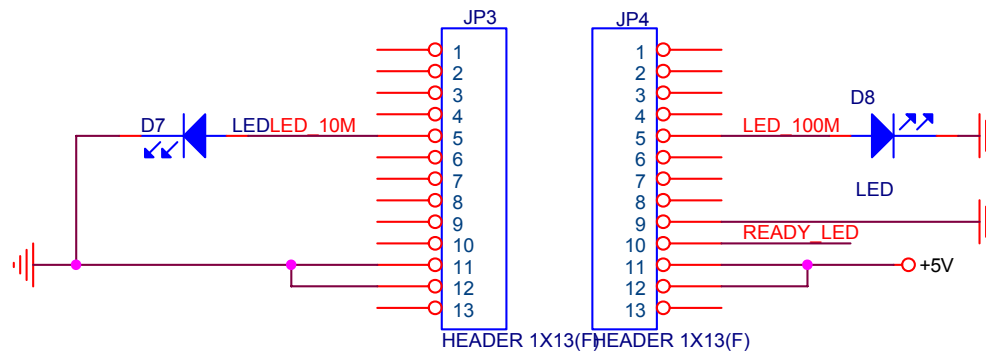 JP3 JP4
1 1
2 2
3 3
4 4
D7 LED LED_10M 5 5 LED_100M D8
6 6
7 7
8 8 LED
9 9
10 10 READY_LED
11 11 +5V
12 12
13 13
HEADER 1X13(F) HEADER 1X13(F)